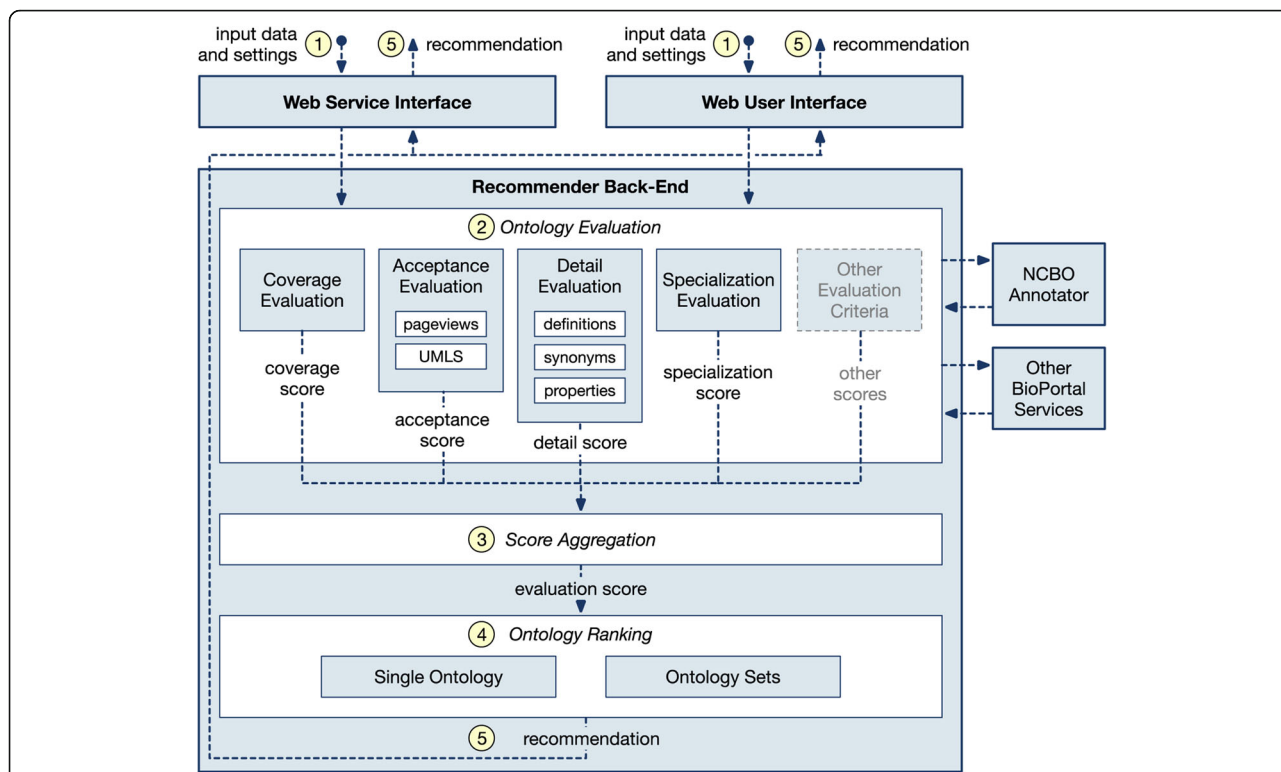 input data
and settings
1
5
recommendation
input data
and settings
1
5
recommendation
Web Service Interface
Web User Interface
Recommender Back-End
2 Ontology Evaluation
Coverage
Evaluation
Acceptance
Evaluation
pageviews
UMLS
Detail
Evaluation
definitions
synonyms
properties
Specialization
Evaluation
Other
Evaluation
Criteria
NCBO
Annotator
Other
BioPortal
Services
coverage
score
acceptance
score
detail score
specialization
score
other
scores
3 Score Aggregation
evaluation score
4 Ontology Ranking
Single Ontology
Ontology Sets
5 recommendation